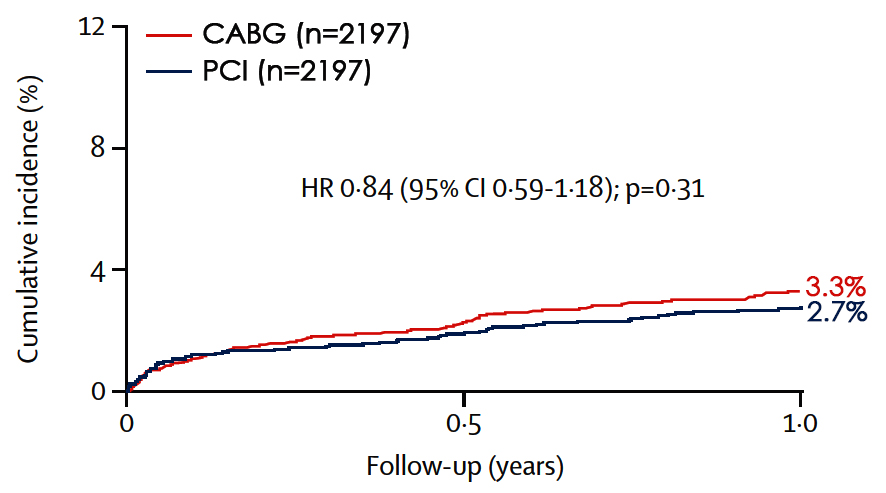 CABG (n=2197)
PCI (n=2197)
Cumulative incidence (%)
12
8
4
0
HR 0·84 (95% CI 0·59-1·18); p=0·31
3.3%
2.7%
0
0·5
1·0
Follow-up (years)